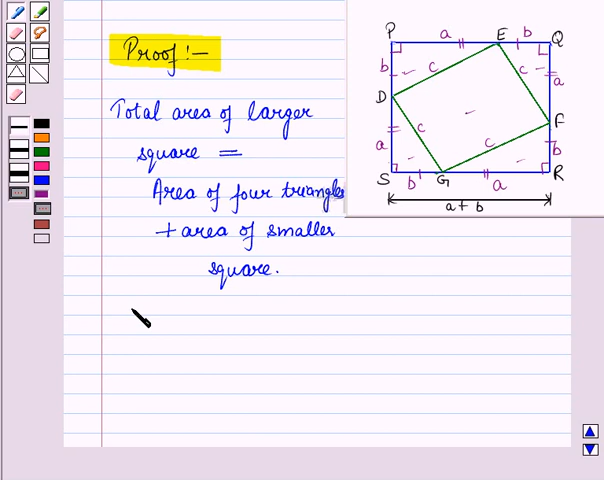 Proof :-
Total area of larger
square =
Area of four triangles
+ area of smaller
square.
P a E b Q
b c c a
D F
a c c b
S b G a R
a + b